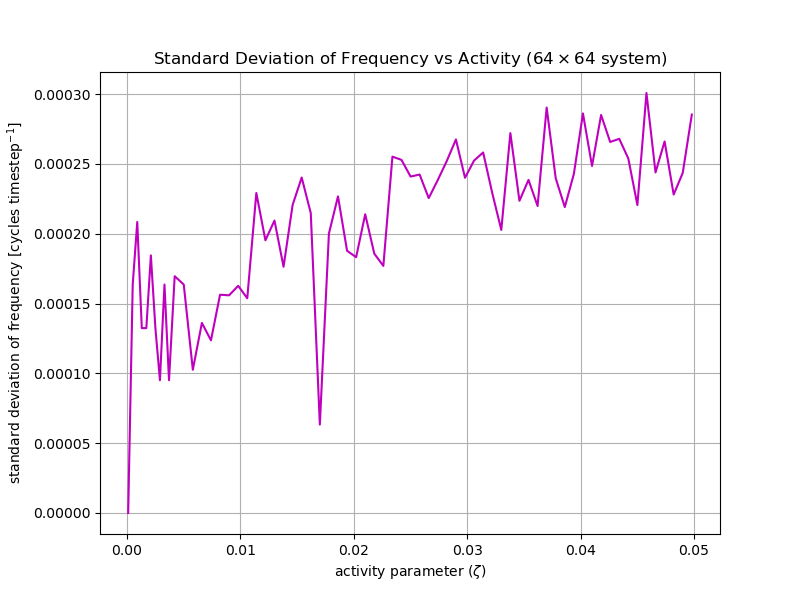 Standard Deviation of Frequency vs Activity (64 × 64 system)
0.00030
0.00025
0.00020
0.00015
0.00010
0.00005
0.00000
standard deviation of frequency [cycles timestep⁻¹]
0.00 0.01 0.02 0.03 0.04 0.05
activity parameter (ζ)